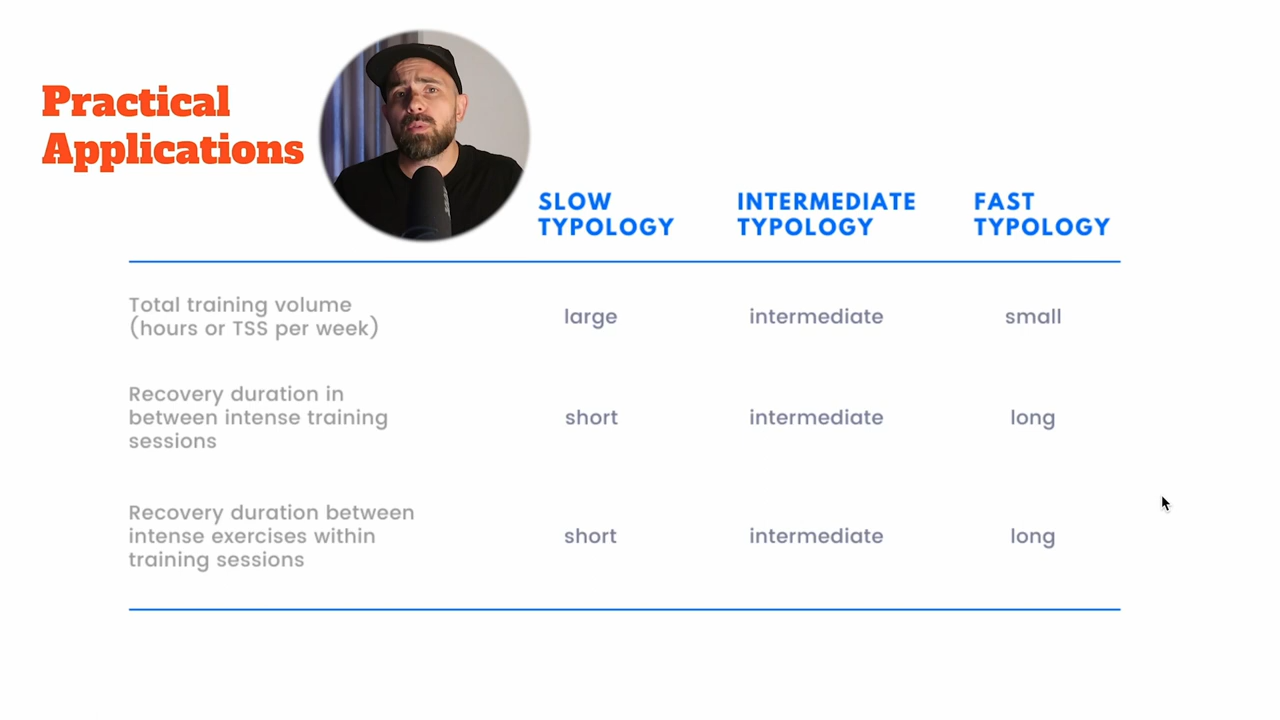 Practical
Applications
SLOW
TYPOLOGY
INTERMEDIATE
TYPOLOGY
FAST
TYPOLOGY
Total training volume
(hours or TSS per week)
large
intermediate
small
Recovery duration in
between intense training
sessions
short
intermediate
long
Recovery duration between
intense exercises within
training sessions
short
intermediate
long